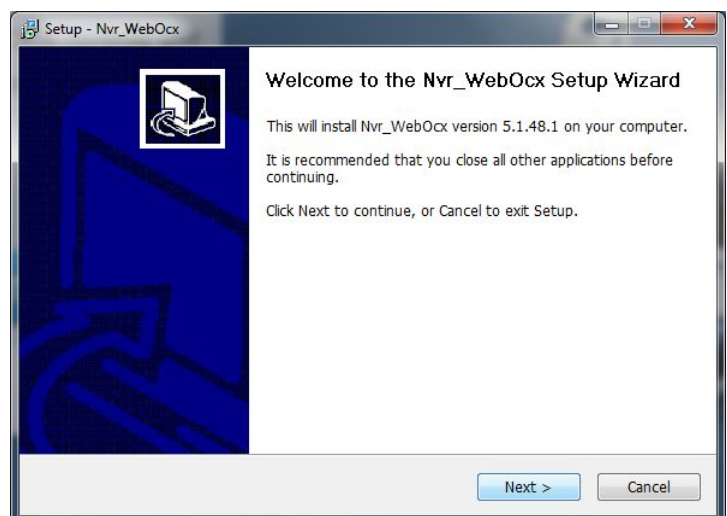 Setup - Nvr_WebOcx
Welcome to the Nvr_WebOcx Setup Wizard
This will install Nvr_WebOcx version 5.1.48.1 on your computer.
It is recommended that you close all other applications before
continuing.
Click Next to continue, or Cancel to exit Setup.
Next >
Cancel